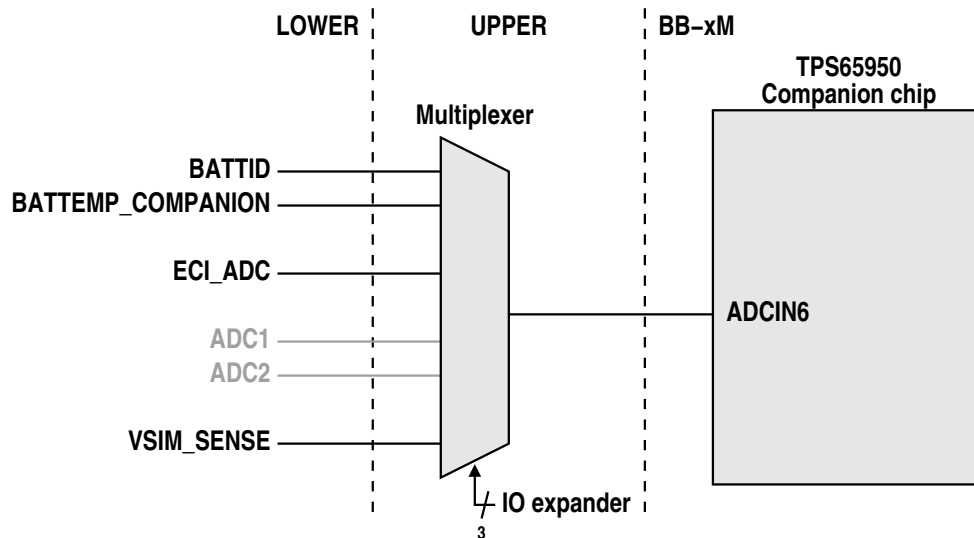 LOWER
UPPER
BB−xM
TPS65950
Companion chip
Multiplexer
BATTID
BATTEMP_COMPANION
ECI_ADC
ADCIN6
ADC1
ADC2
VSIM_SENSE
IO expander
3